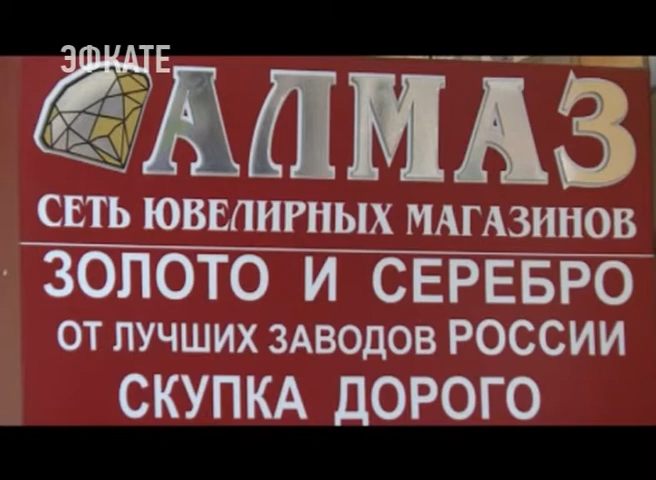 ЭФКАТЕ
АЛМАЗ
СЕТЬ ЮВЕЛИРНЫХ МАГАЗИНОВ
ЗОЛОТО И СЕРЕБРО
ОТ ЛУЧШИХ ЗАВОДОВ РОССИИ
СКУПКА ДОРОГО